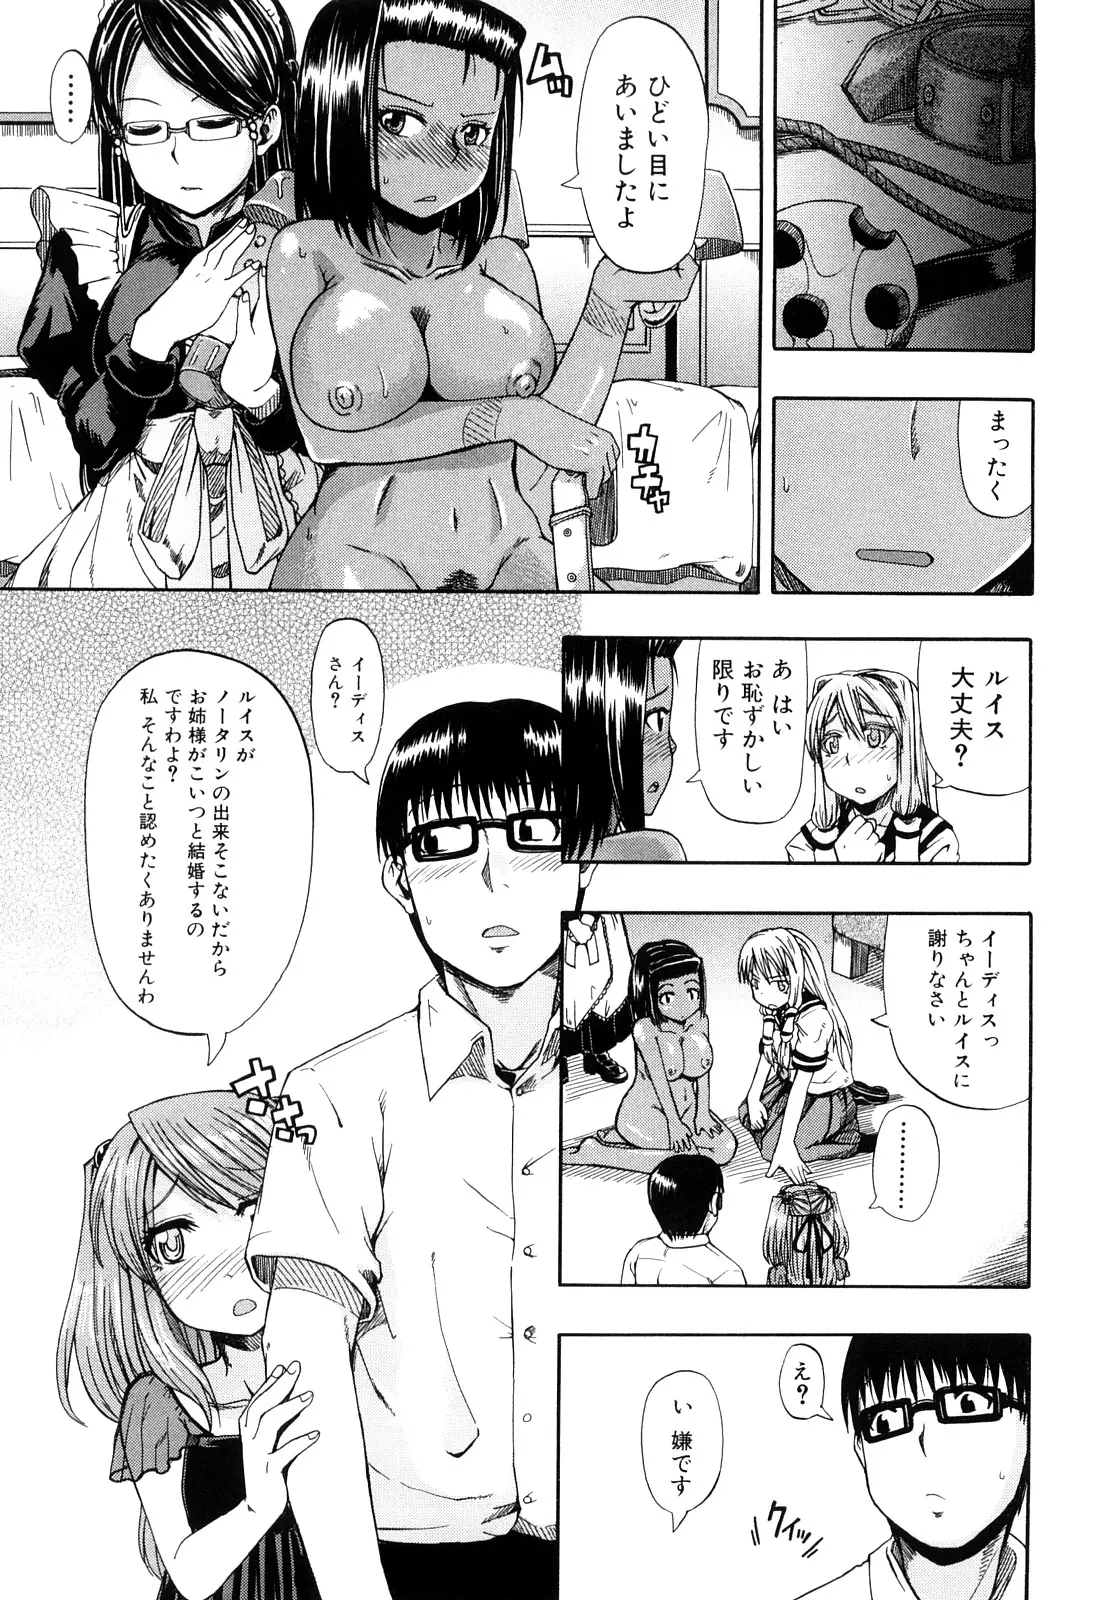 まったく
ひどい目に
あいましたよ
ムッ
……
カチャ
ルイス
大丈夫？
あ はい
お恥ずかしい
限りです
イーディスっ
ちゃんとルイスに
謝りなさい
………
え？
い 嫌です
クイッ
イーディス
さん？
ルイスが
ノータリンの出来そこないだから
お姉様がこいつと結婚するの
ですわよ？
私 そんなこと認めたくありませんわ
ささっ